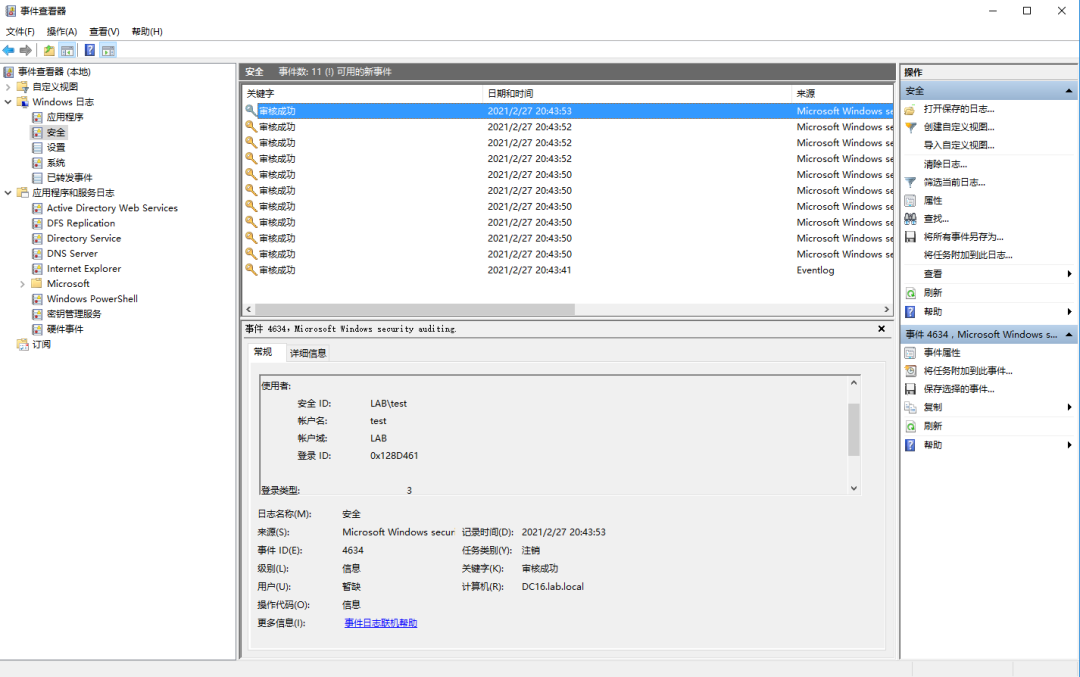 事件查看器
文件(F) 操作(A) 查看(V) 帮助(H)
事件查看器 (本地)
自定义视图
Windows 日志
应用程序
安全
设置
系统
已转发事件
应用程序和服务日志
Active Directory Web Services
DFS Replication
Directory Service
DNS Server
Internet Explorer
Microsoft
Windows PowerShell
密钥管理服务
硬件事件
订阅
安全 事件数: 11 (!) 可用的新事件
关键字 日期和时间 来源
审核成功 2021/2/27 20:43:53 Microsoft Windows se
审核成功 2021/2/27 20:43:52 Microsoft Windows se
审核成功 2021/2/27 20:43:52 Microsoft Windows se
审核成功 2021/2/27 20:43:52 Microsoft Windows se
审核成功 2021/2/27 20:43:50 Microsoft Windows se
审核成功 2021/2/27 20:43:50 Microsoft Windows se
审核成功 2021/2/27 20:43:50 Microsoft Windows se
审核成功 2021/2/27 20:43:50 Microsoft Windows se
审核成功 2021/2/27 20:43:50 Microsoft Windows se
审核成功 2021/2/27 20:43:50 Microsoft Windows se
审核成功 2021/2/27 20:43:41 Eventlog
事件 4634，Microsoft Windows security auditing.
常规 详细信息
使用者:
安全 ID: LAB\test
帐户名: test
帐户域: LAB
登录 ID: 0x128D461
登录类型: 3
日志名称(M): 安全
来源(S): Microsoft Windows secur 记录时间(D): 2021/2/27 20:43:53
事件 ID(E): 4634 任务类别(Y): 注销
级别(L): 信息 关键字(K): 审核成功
用户(U): 暂缺 计算机(R): DC16.lab.local
操作代码(O): 信息
更多信息(I): 事件日志联机帮助
操作
安全
打开保存的日志...
创建自定义视图...
导入自定义视图...
清除日志...
筛选当前日志...
属性
查找...
将所有事件另存为...
将任务附加到此日志...
查看
刷新
帮助
事件 4634，Microsoft Windows s...
事件属性
将任务附加到此事件...
保存选择的事件...
复制
刷新
帮助